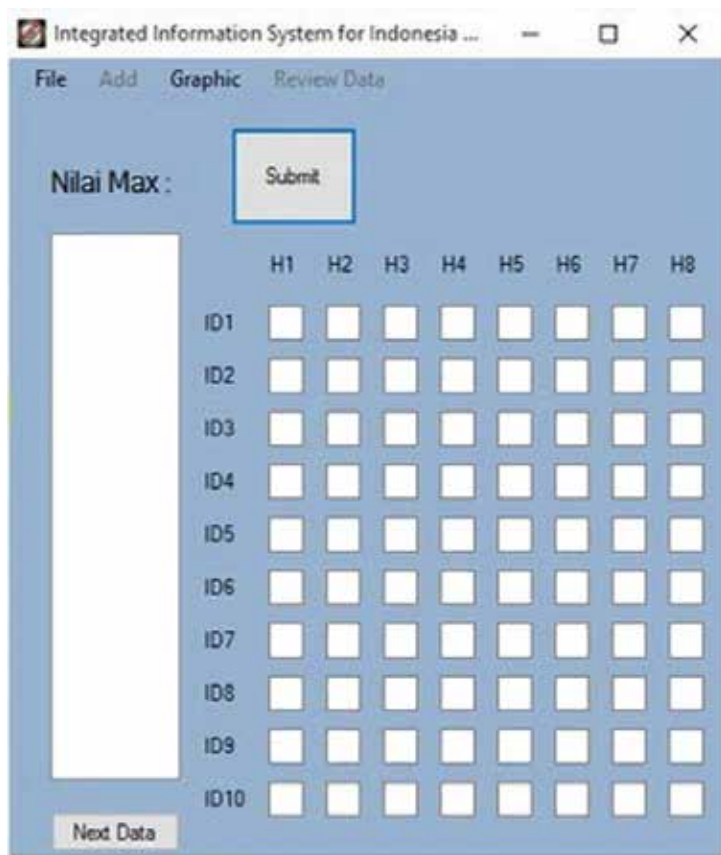 Integrated Information System for Indonesia ...
File Add Graphic Review Data
Nilai Max :
Submit
H1 H2 H3 H4 H5 H6 H7 H8
ID1
ID2
ID3
ID4
ID5
ID6
ID7
ID8
ID9
ID10
Next Data